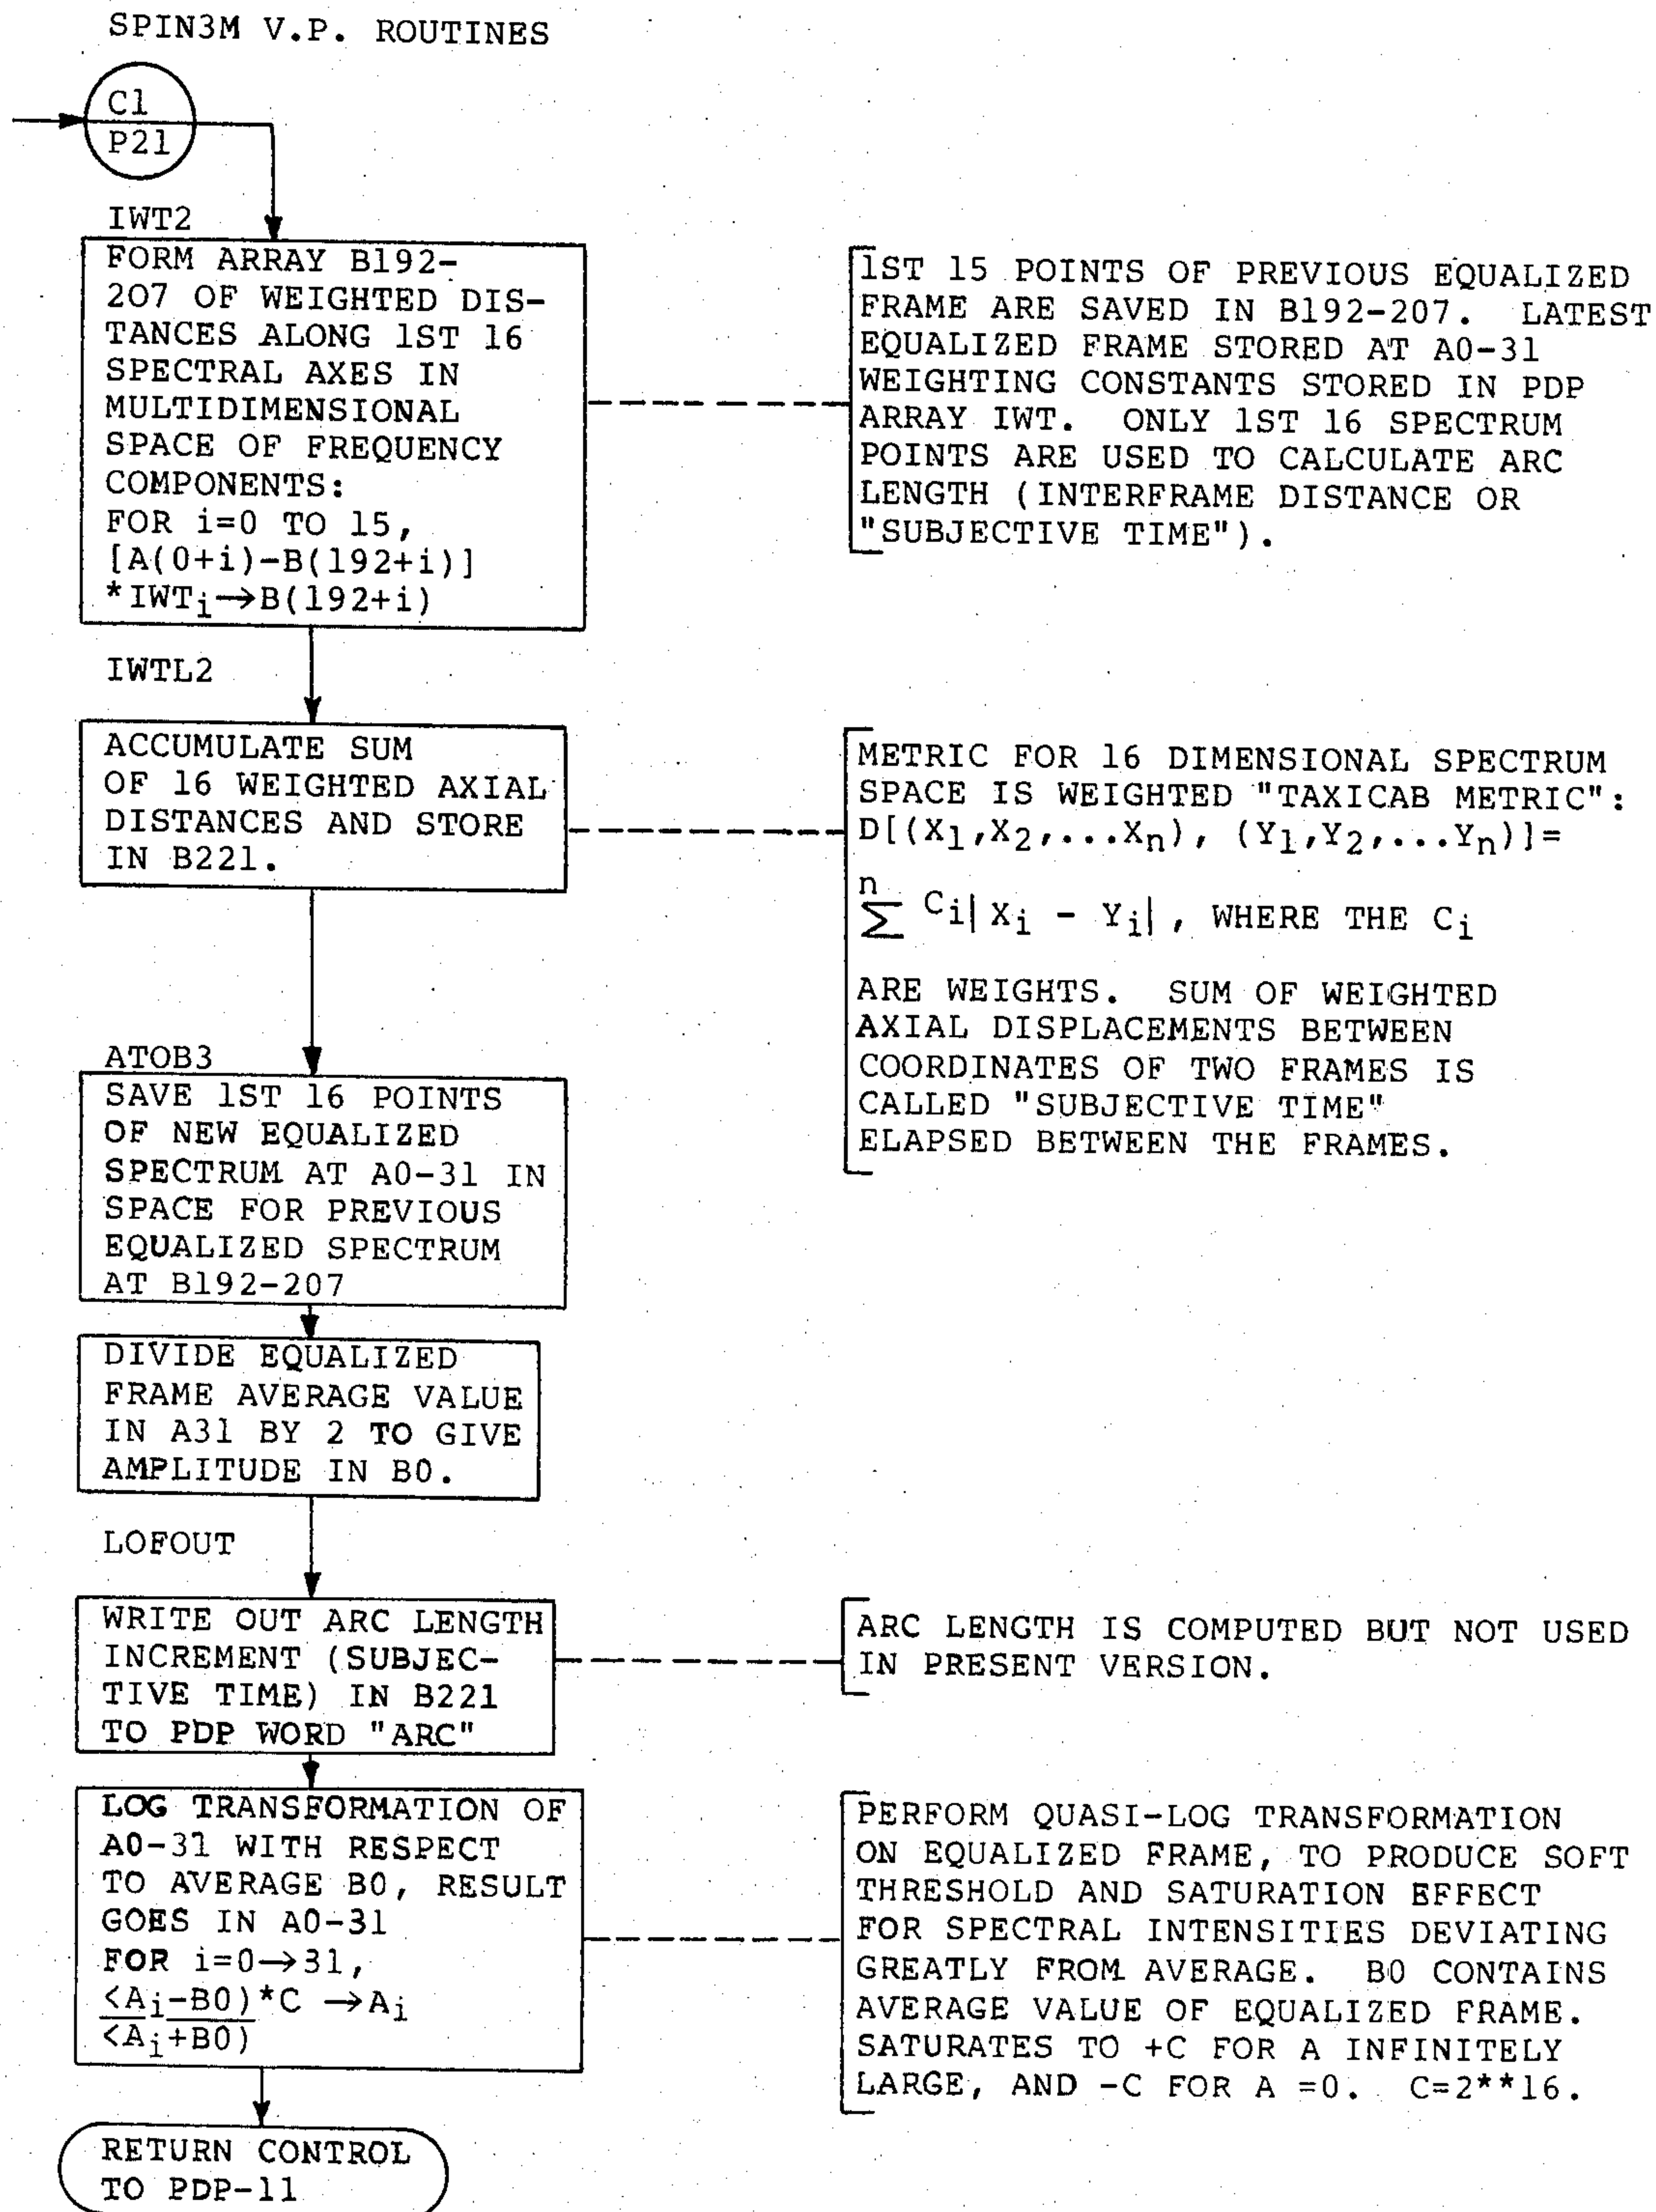 SPIN3M V.P. ROUTINES
C1
P21
IWT2
FORM ARRAY B192-
207 OF WEIGHTED DIS-
TANCES ALONG 1ST 16
SPECTRAL AXES IN
MULTIDIMENSIONAL
SPACE OF FREQUENCY
COMPONENTS:
FOR i=0 TO 15,
[A(0+i)-B(192+i)]
*IWTi→B(192+i)
1ST 15 POINTS OF PREVIOUS EQUALIZED
FRAME ARE SAVED IN B192-207. LATEST
EQUALIZED FRAME STORED AT A0-31
WEIGHTING CONSTANTS STORED IN PDP
ARRAY IWT. ONLY 1ST 16 SPECTRUM
POINTS ARE USED TO CALCULATE ARC
LENGTH (INTERFRAME DISTANCE OR
"SUBJECTIVE TIME").
IWTL2
ACCUMULATE SUM
OF 16 WEIGHTED AXIAL
DISTANCES AND STORE
IN B221.
METRIC FOR 16 DIMENSIONAL SPECTRUM
SPACE IS WEIGHTED "TAXICAB METRIC":
D[(X1,X2,...Xn), (Y1,Y2,...Yn)]=
n
∑ Ci|Xi - Yi|, WHERE THE Ci
ARE WEIGHTS. SUM OF WEIGHTED
AXIAL DISPLACEMENTS BETWEEN
COORDINATES OF TWO FRAMES IS
CALLED "SUBJECTIVE TIME"
ELAPSED BETWEEN THE FRAMES.
ATOB3
SAVE 1ST 16 POINTS
OF NEW EQUALIZED
SPECTRUM AT A0-31 IN
SPACE FOR PREVIOUS
EQUALIZED SPECTRUM
AT B192-207
DIVIDE EQUALIZED
FRAME AVERAGE VALUE
IN A31 BY 2 TO GIVE
AMPLITUDE IN B0.
LOFOUT
WRITE OUT ARC LENGTH
INCREMENT (SUBJEC-
TIVE TIME) IN B221
TO PDP WORD "ARC"
ARC LENGTH IS COMPUTED BUT NOT USED
IN PRESENT VERSION.
LOG TRANSFORMATION OF
A0-31 WITH RESPECT
TO AVERAGE B0, RESULT
GOES IN A0-31
FOR i=0→31,
<Ai-B0)*C →Ai
<Ai+B0)
PERFORM QUASI-LOG TRANSFORMATION
ON EQUALIZED FRAME, TO PRODUCE SOFT
THRESHOLD AND SATURATION EFFECT
FOR SPECTRAL INTENSITIES DEVIATING
GREATLY FROM AVERAGE. B0 CONTAINS
AVERAGE VALUE OF EQUALIZED FRAME.
SATURATES TO +C FOR A INFINITELY
LARGE, AND -C FOR A =0. C=2**16.
RETURN CONTROL
TO PDP-11